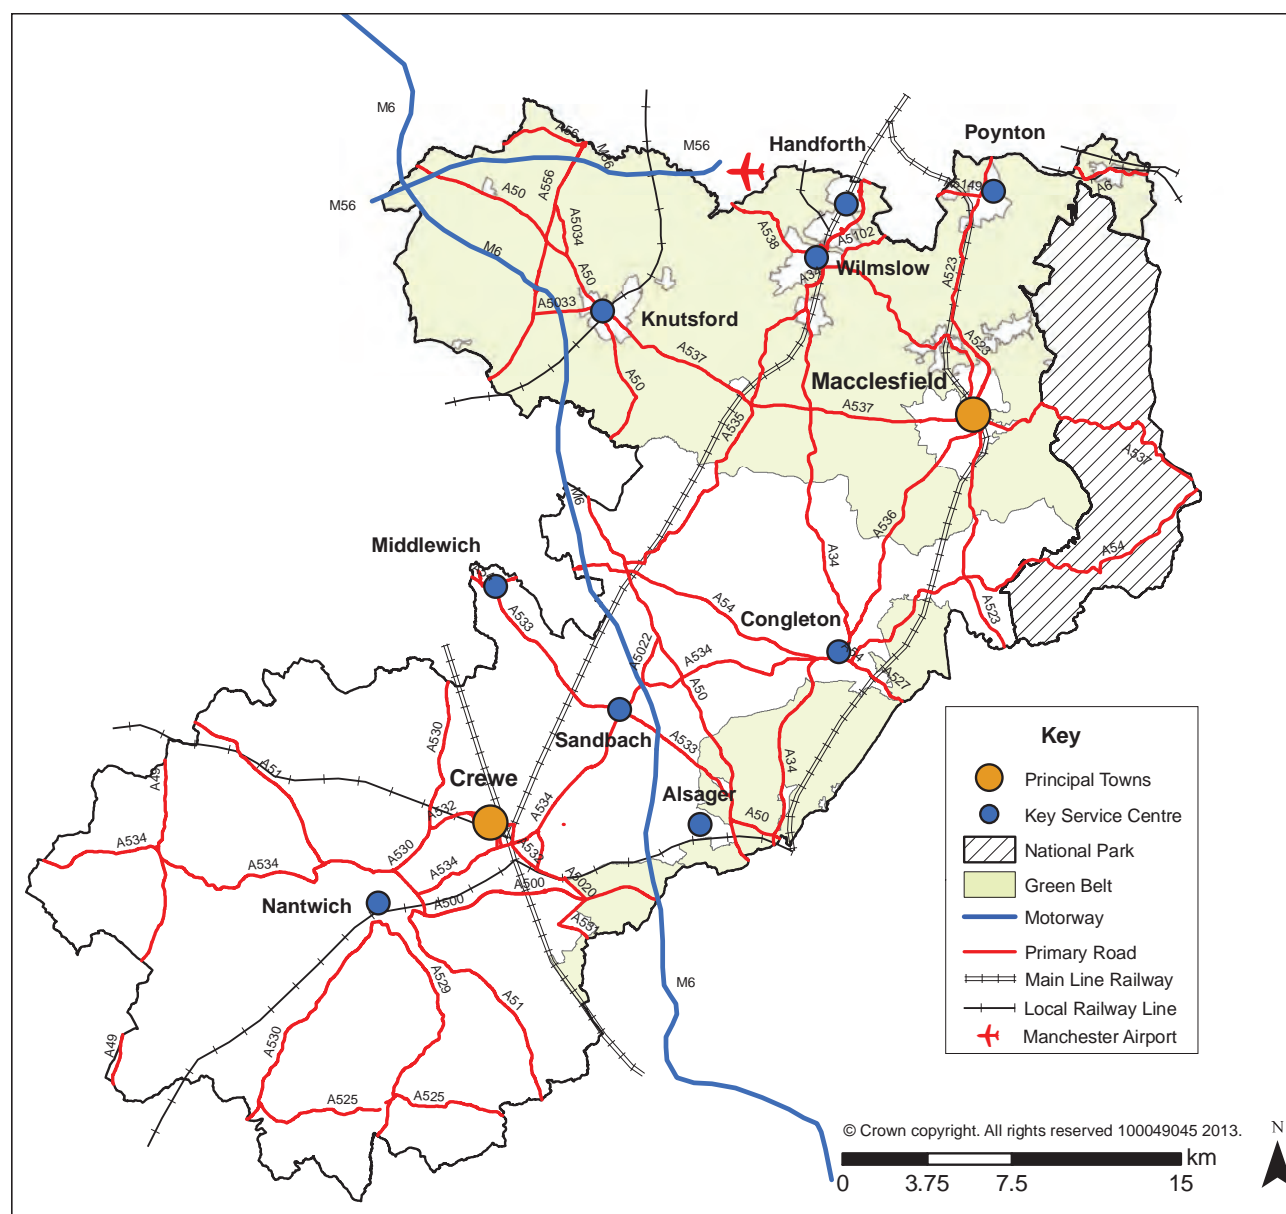 M6
A56
M56
M56
Handforth
Poynton
A50
A556
A5149
A6
M56
A5034
A538
A5102
M6
A50
A34
Wilmslow
A523
A5033
Knutsford
A523
A537
Macclesfield
A50
A537
A535
A537
M6
A536
Middlewich
A34
A54
A533
A54
Congleton
A523
A5022
A534
A54
A527
A50
A530
Sandbach
A533
A34
A49
A51
Crewe
Alsager
A532
A534
A50
A534
A534
A530
A534
A532
A5020
A500
Nantwich
A500
A531
A529
M6
A51
A530
A49
A525
A525
Key
Principal Towns
Key Service Centre
National Park
Green Belt
Motorway
Primary Road
Main Line Railway
Local Railway Line
Manchester Airport
© Crown copyright. All rights reserved 100049045 2013.
N
km
0 3.75 7.5 15